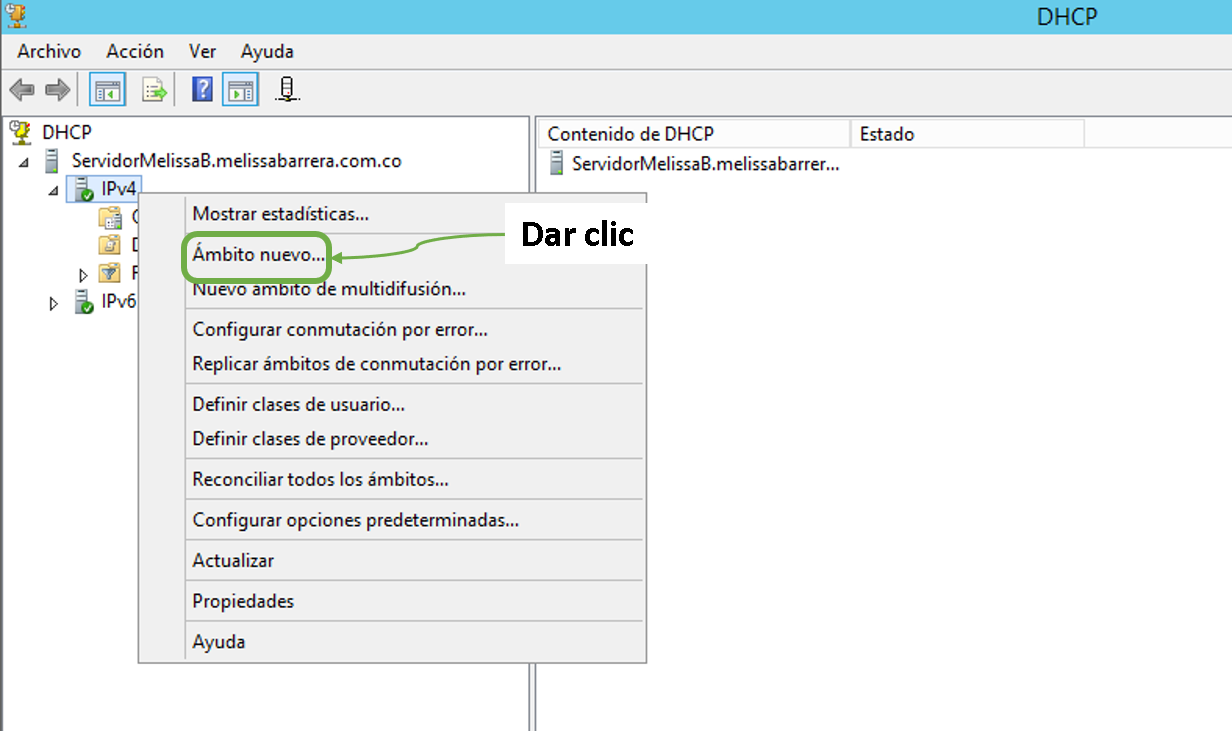 DHCP
Archivo Acción Ver Ayuda
DHCP
ServidorMelissaB.melissabarrera.com.co
IPv4
IPv6
Mostrar estadísticas...
Ámbito nuevo...
Nuevo ámbito de multidifusión...
Configurar conmutación por error...
Replicar ámbitos de conmutación por error...
Definir clases de usuario...
Definir clases de proveedor...
Reconciliar todos los ámbitos...
Configurar opciones predeterminadas...
Actualizar
Propiedades
Ayuda
Dar clic
Contenido de DHCP Estado
ServidorMelissaB.melissabarrer...